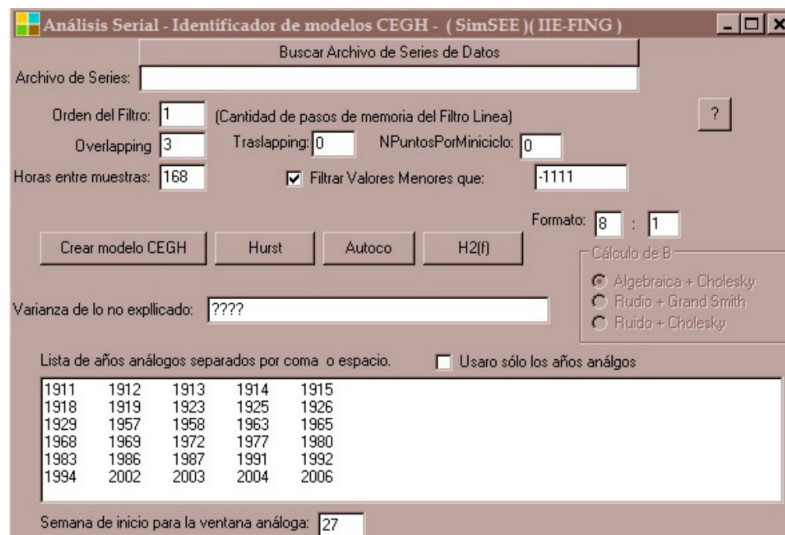 Análisis Serial - Identificador de modelos CEGH - ( SimSEE )( IIE-FING )
Buscar Archivo de Series de Datos
Archivo de Series:
Orden del Filtro: 1 (Cantidad de pasos de memoria del Filtro Linea) ?
Overlapping 3 Traslapping: 0 NPuntosPorMiniciclo: 0
Horas entre muestras: 168 Filtrar Valores Menores que: -1111
Formato: 8 : 1
Crear modelo CEGH Hurst Autoco H2(f)
Cálculo de B
Algebraica + Cholesky
Rudio + Grand Smith
Ruido + Cholesky
Varianza de lo no expllicado: ????
Lista de años análogos separados por coma o espacio. Usaro sólo los años análgos
1911 1912 1913 1914 1915
1918 1919 1923 1925 1926
1929 1957 1958 1963 1965
1968 1969 1972 1977 1980
1983 1986 1987 1991 1992
1994 2002 2003 2004 2006
Semana de inicio para la ventana análoga: 27